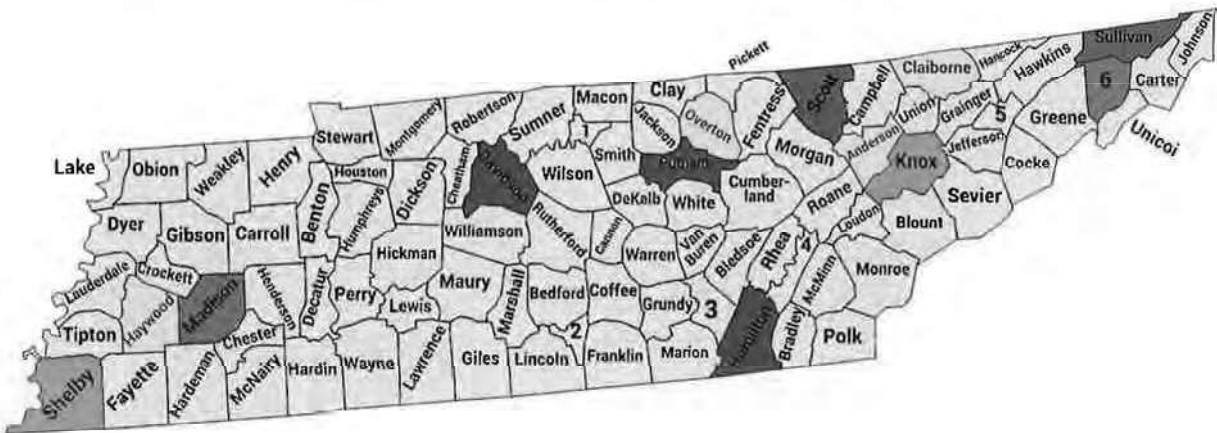 Pickett
Sullivan
Johnson
Hancock
Hawkins
Claiborne
Carter
6
Scott
Campbell
Union
Grainger
5
Greene
Unicoi
Clay
Macon
Robertson
Sumner
1
Jackson
Overton
Fentress
Stewart
Montgomery
Anderson
Jefferson
Cocke
Knox
Morgan
Lake
Obion
Weakley
Henry
Houston
Cheatham
Davidson
Wilson
Smith
Putnam
Cumber-
land
Roane
Sevier
Dickson
Benton
Humphreys
DeKalb
White
Loudon
Blount
Dyer
Gibson
Carroll
Williamson
Rutherford
Cannon
Warren
Van
Buren
Bledsoe
Rhea
4
McMinn
Monroe
Hickman
Crockett
Lauderdale
Haywood
Madison
Henderson
Decatur
Perry
Lewis
Maury
Marshall
Bedford
Coffee
Grundy
3
Hamilton
Bradley
Polk
Tipton
Chester
2
Shelby
Fayette
Hardeman
McNairy
Hardin
Wayne
Lawrence
Giles
Lincoln
Franklin
Marion